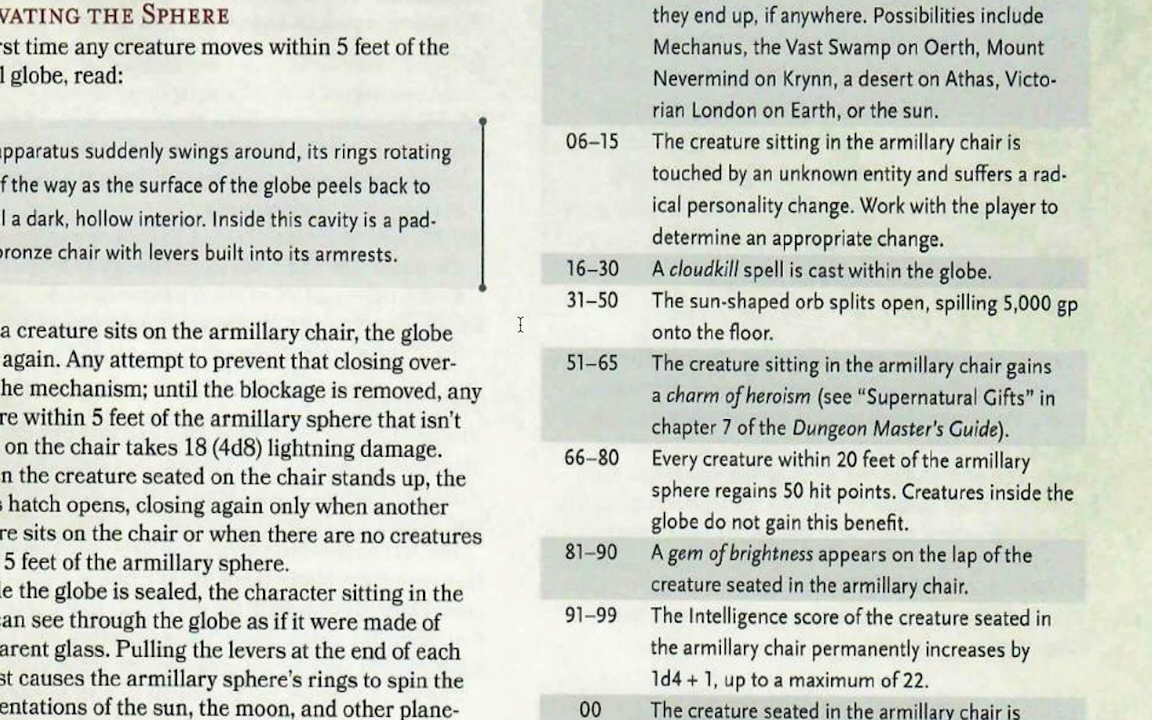 VATING THE SPHERE
rst time any creature moves within 5 feet of the
l globe, read:
apparatus suddenly swings around, its rings rotating
f the way as the surface of the globe peels back to
l a dark, hollow interior. Inside this cavity is a pad-
bronze chair with levers built into its armrests.
a creature sits on the armillary chair, the globe
again. Any attempt to prevent that closing over-
he mechanism; until the blockage is removed, any
re within 5 feet of the armillary sphere that isn't
on the chair takes 18 (4d8) lightning damage.
n the creature seated on the chair stands up, the
s hatch opens, closing again only when another
re sits on the chair or when there are no creatures
5 feet of the armillary sphere.
le the globe is sealed, the character sitting in the
can see through the globe as if it were made of
arent glass. Pulling the levers at the end of each
st causes the armillary sphere's rings to spin the
entations of the sun, the moon, and other plane-
they end up, if anywhere. Possibilities include
Mechanus, the Vast Swamp on Oerth, Mount
Nevermind on Krynn, a desert on Athas, Victo-
rian London on Earth, or the sun.
06–15 The creature sitting in the armillary chair is
touched by an unknown entity and suffers a rad-
ical personality change. Work with the player to
determine an appropriate change.
16–30 A cloudkill spell is cast within the globe.
31–50 The sun-shaped orb splits open, spilling 5,000 gp
onto the floor.
51–65 The creature sitting in the armillary chair gains
a charm of heroism (see "Supernatural Gifts" in
chapter 7 of the Dungeon Master's Guide).
66–80 Every creature within 20 feet of the armillary
sphere regains 50 hit points. Creatures inside the
globe do not gain this benefit.
81–90 A gem of brightness appears on the lap of the
creature seated in the armillary chair.
91–99 The Intelligence score of the creature seated in
the armillary chair permanently increases by
1d4 + 1, up to a maximum of 22.
00 The creature seated in the armillary chair is